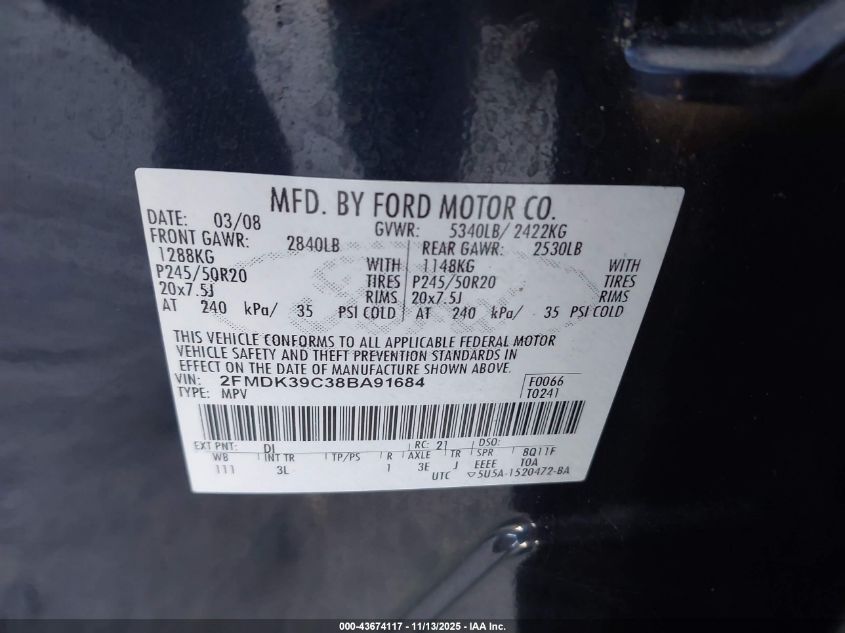 MFD. BY FORD MOTOR CO.
DATE: 03/08 GVWR: 5340LB/ 2422KG
FRONT GAWR: 2840LB REAR GAWR: 2530LB
1288KG WITH 1148KG WITH
P245/50R20 TIRES P245/50R20 TIRES
20x7.5J RIMS 20x7.5J RIMS
AT 240 kPa/ 35 PSI COLD AT 240 kPa/ 35 PSI COLD
THIS VEHICLE CONFORMS TO ALL APPLICABLE FEDERAL MOTOR
VEHICLE SAFETY AND THEFT PREVENTION STANDARDS IN
EFFECT ON THE DATE OF MANUFACTURE SHOWN ABOVE.
VIN: 2FMDK39C38BA91684 F0066
TYPE: MPV T0241
EXT PNT: DI RC: 21 DSO:
WB INT TR TP/PS R AXLE TR SPR 8Q11F
111 3L 1 3E J EEEE T0A
UTC ▽5U5A-1520472-BA
000-43674117 - 11/13/2025 - IAA Inc.